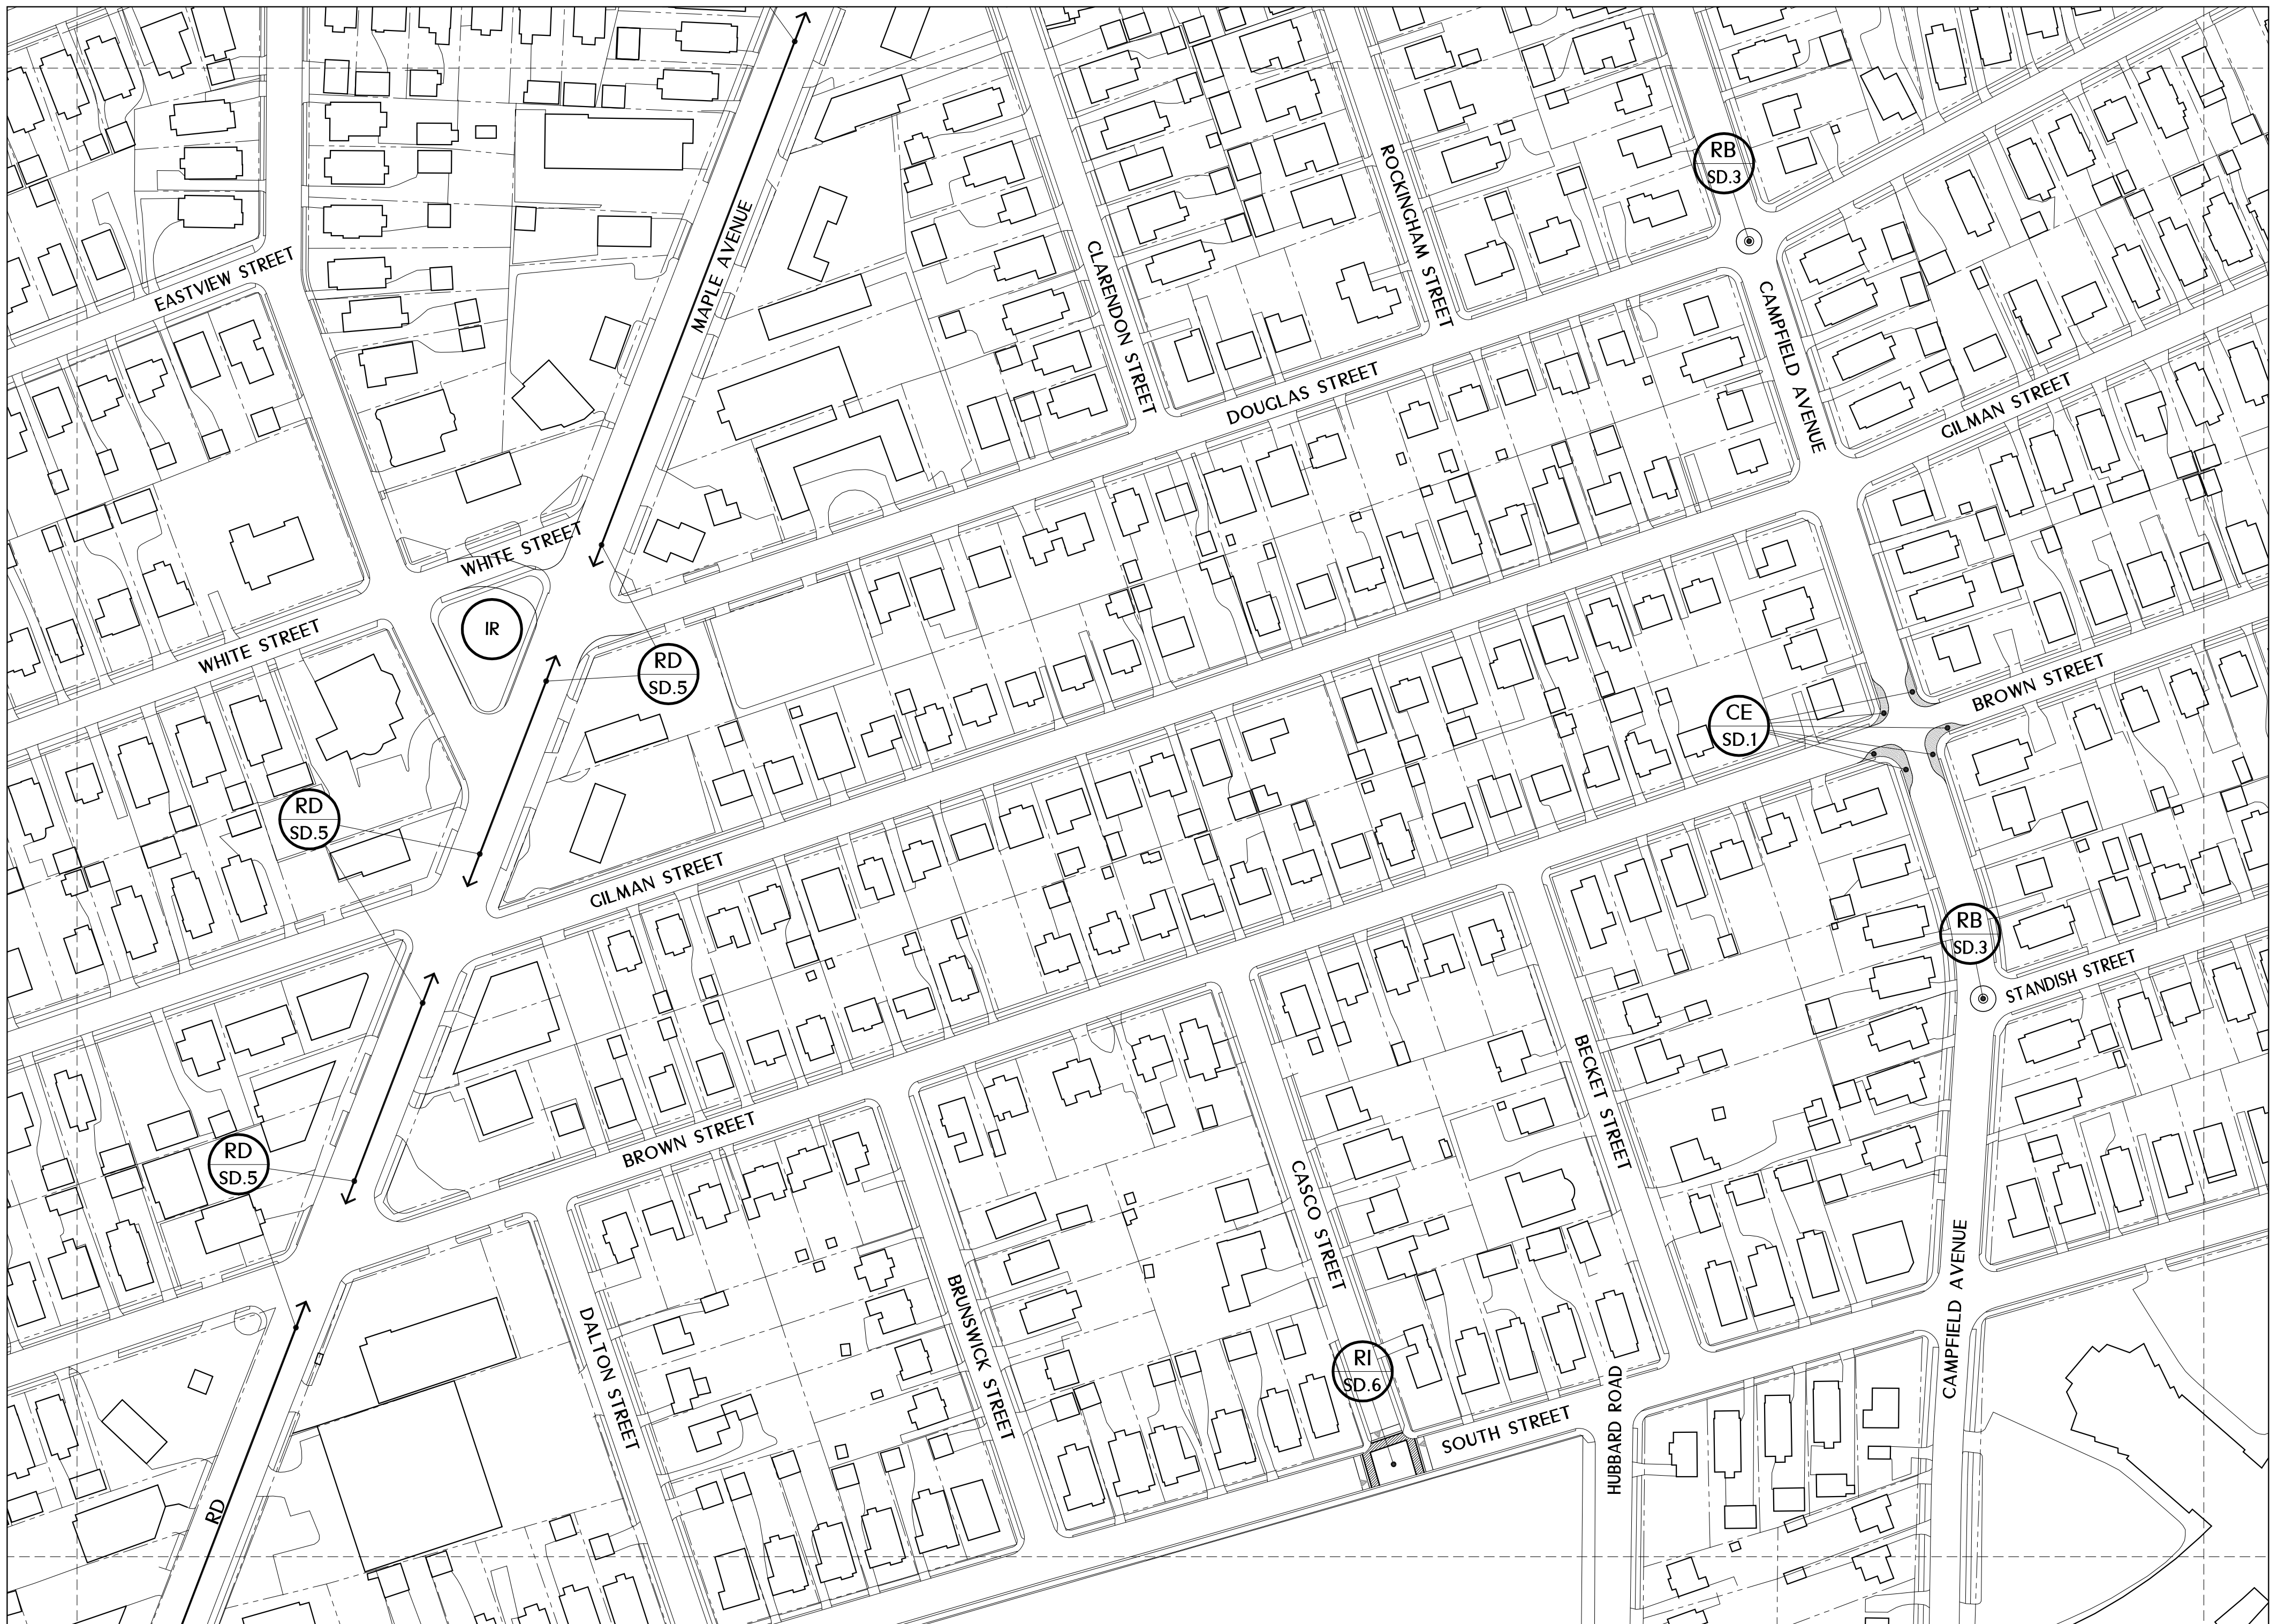 RB
SD.3
ROCKINGHAM STREET
MAPLE AVENUE
EASTVIEW STREET
CLARENDON STREET
CAMPFIELD AVENUE
DOUGLAS STREET
GILMAN STREET
WHITE STREET
IR
WHITE STREET
RD
SD.5
BROWN STREET
CE
SD.1
RD
SD.5
GILMAN STREET
RB
SD.3
STANDISH STREET
BECKET STREET
BROWN STREET
RD
SD.5
CASCO STREET
CAMPFIELD AVENUE
BRUNSWICK STREET
DALTON STREET
RI
SD.6
HUBBARD ROAD
SOUTH STREET
RD